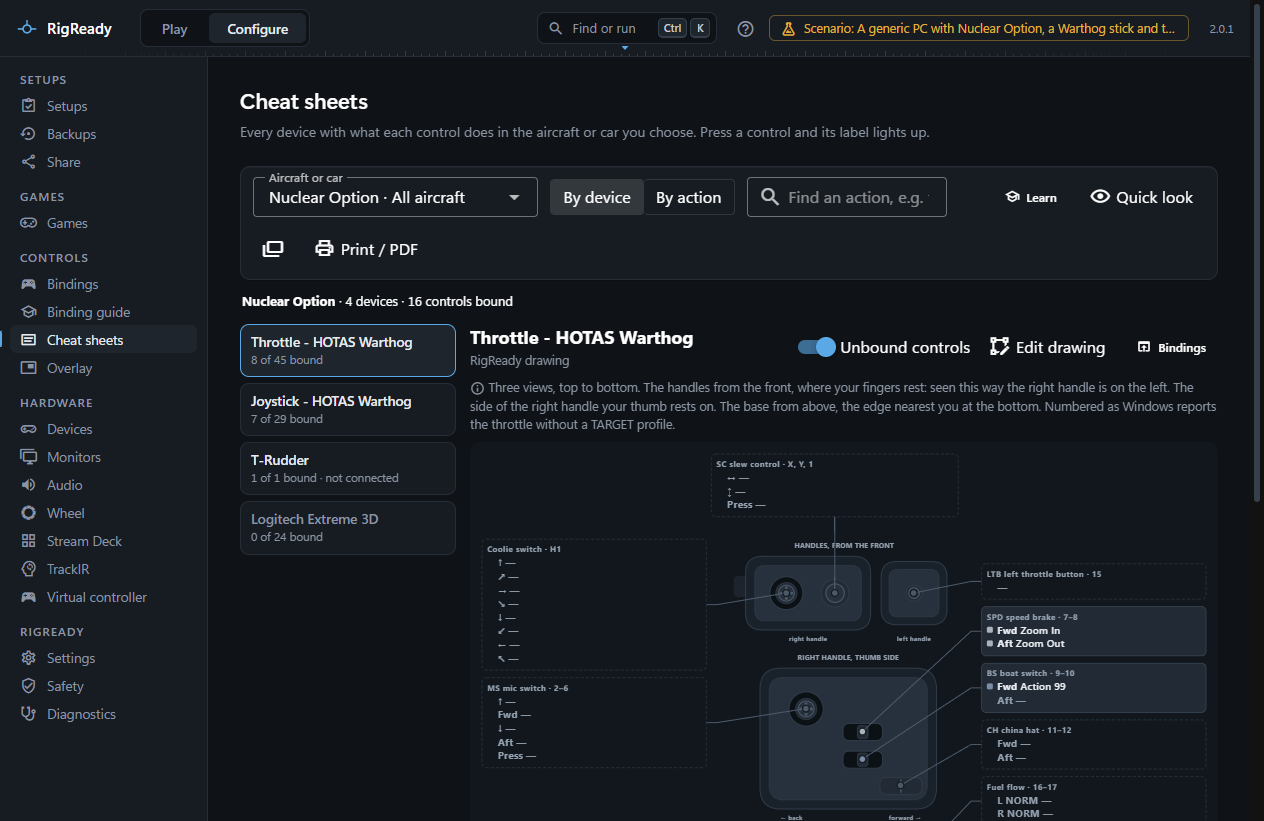 RigReady
Play
Configure
Find or run
Ctrl
K
Scenario: A generic PC with Nuclear Option, a Warthog stick and t...
2.0.1
SETUPS
Setups
Backups
Share
GAMES
Games
CONTROLS
Bindings
Binding guide
Cheat sheets
Overlay
HARDWARE
Devices
Monitors
Audio
Wheel
Stream Deck
TrackIR
Virtual controller
RIGREADY
Settings
Safety
Diagnostics
Cheat sheets
Every device with what each control does in the aircraft or car you choose. Press a control and its label lights up.
Aircraft or car
Nuclear Option · All aircraft
By device
By action
Find an action, e.g.
Learn
Quick look
Print / PDF
Nuclear Option · 4 devices · 16 controls bound
Throttle - HOTAS Warthog
8 of 45 bound
Joystick - HOTAS Warthog
7 of 29 bound
T-Rudder
1 of 1 bound · not connected
Logitech Extreme 3D
0 of 24 bound
Throttle - HOTAS Warthog
RigReady drawing
Unbound controls
Edit drawing
Bindings
Three views, top to bottom. The handles from the front, where your fingers rest: seen this way the right handle is on the left. The
side of the right handle your thumb rests on. The base from above, the edge nearest you at the bottom. Numbered as Windows reports
the throttle without a TARGET profile.
SC slew control · X, Y, 1
↔ —
↕ —
Press —
HANDLES, FROM THE FRONT
Coolie switch · H1
↑ —
↗ —
→ —
↘ —
↓ —
↙ —
← —
↖ —
right handle
left handle
LTB left throttle button · 15
—
SPD speed brake · 7–8
Fwd Zoom In
Aft Zoom Out
RIGHT HANDLE, THUMB SIDE
BS boat switch · 9–10
Fwd Action 99
Aft —
MS mic switch · 2–6
↑ —
Fwd —
↓ —
Aft —
Press —
CH china hat · 11–12
Fwd —
Aft —
Fuel flow · 16–17
L NORM —
R NORM —
← back
forward →